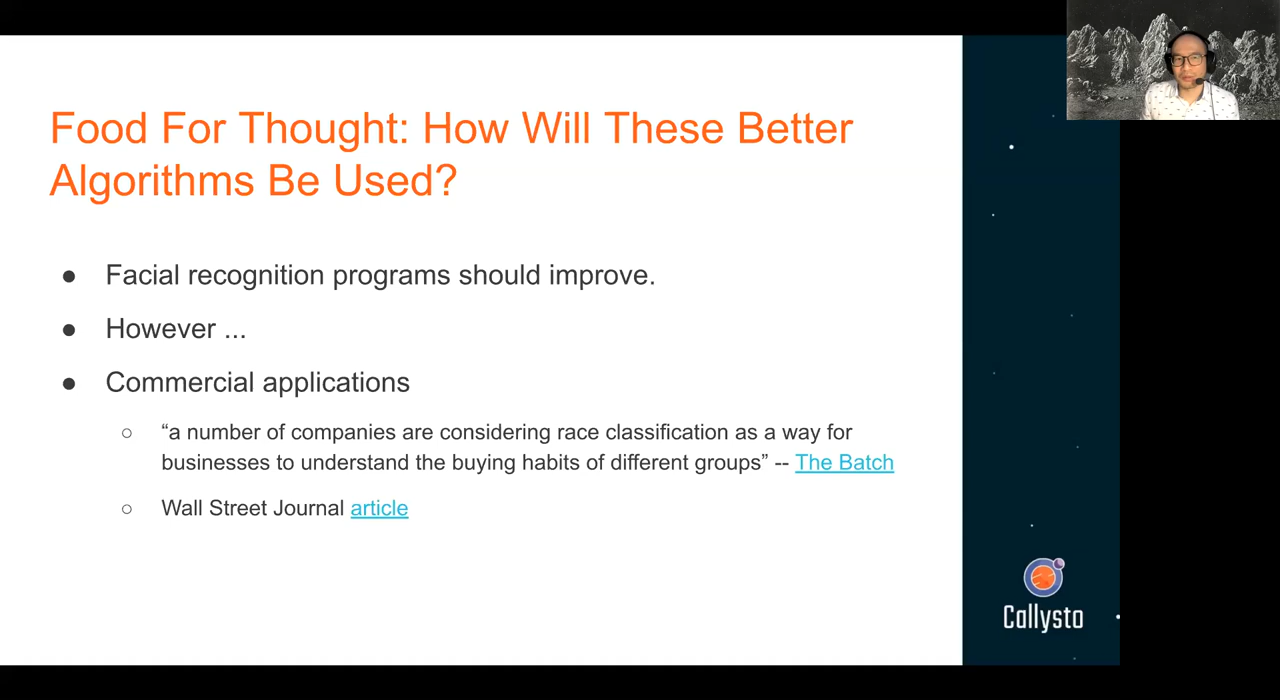 Food For Thought: How Will These Better
Algorithms Be Used?
● Facial recognition programs should improve.
● However ...
● Commercial applications
○ “a number of companies are considering race classification as a way for
businesses to understand the buying habits of different groups” -- The Batch
○ Wall Street Journal article
Callysto